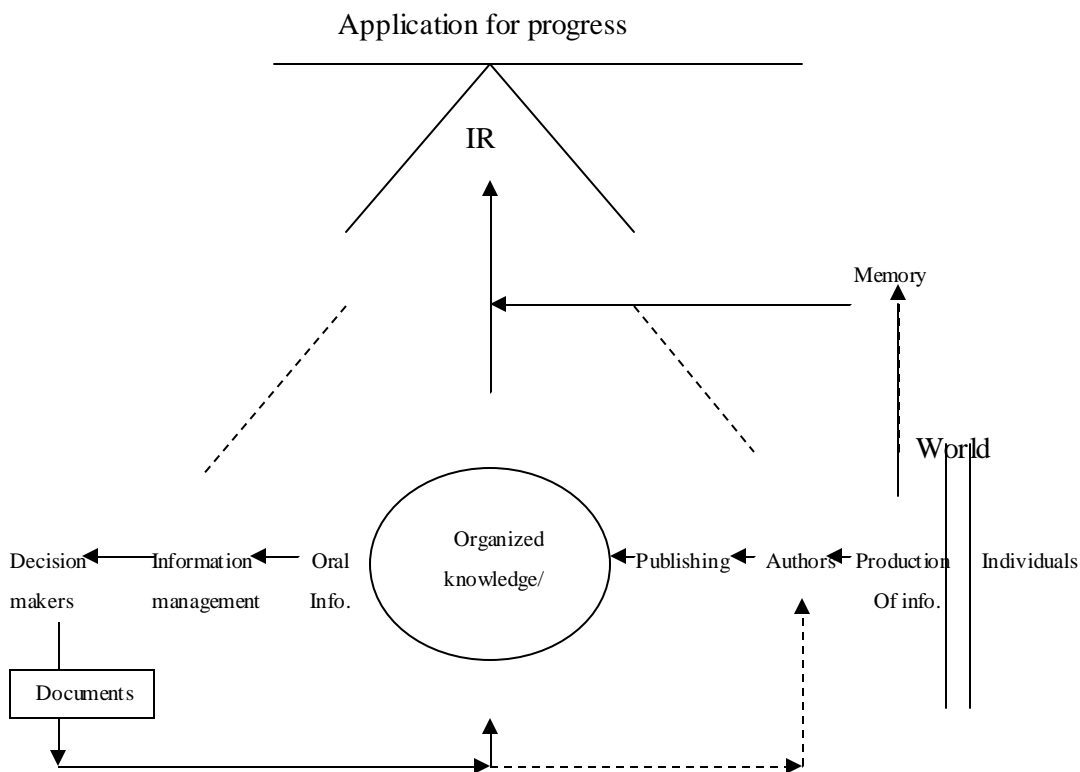 Application for progress
IR
Memory
World
Decision
makers
Information
management
Oral
Info.
Organized
knowledge/
Publishing
Authors
Production
Of info.
Individuals
Documents